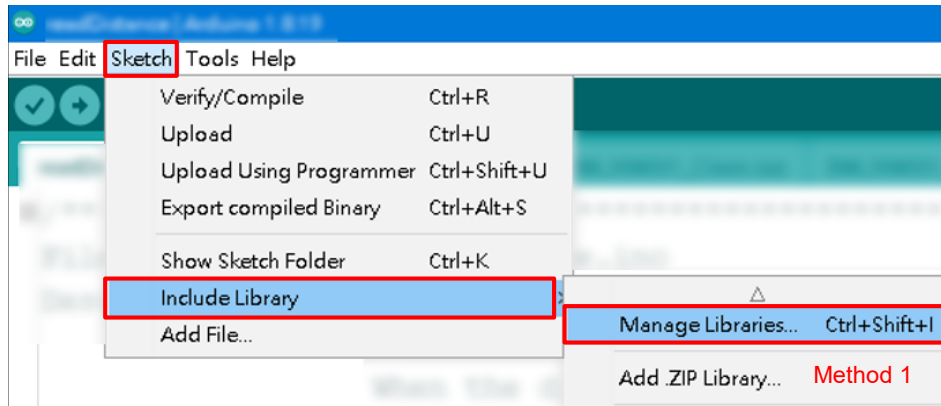 File Edit Sketch Tools Help
Verify/Compile Ctrl+R
Upload Ctrl+U
Upload Using Programmer Ctrl+Shift+U
Export compiled Binary Ctrl+Alt+S
Show Sketch Folder Ctrl+K
Include Library
Manage Libraries... Ctrl+Shift+I
Add File...
Add .ZIP Library... Method 1